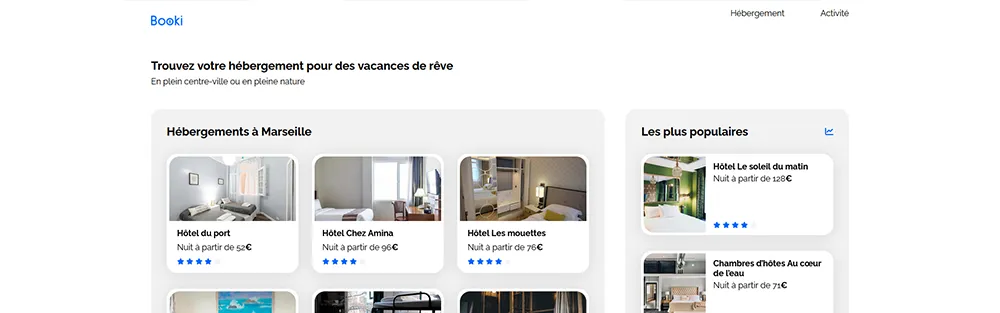 Booki
Hébergement
Activité
Trouvez votre hébergement pour des vacances de rêve
En plein centre-ville ou en pleine nature
Hébergements à Marseille
Hôtel du port
Nuit à partir de 52€
Hôtel Chez Amina
Nuit à partir de 96€
Hôtel Les mouettes
Nuit à partir de 76€
Les plus populaires
Hôtel Le soleil du matin
Nuit à partir de 128€
Chambres d’hôtes Au cœur
de l’eau
Nuit à partir de 71€